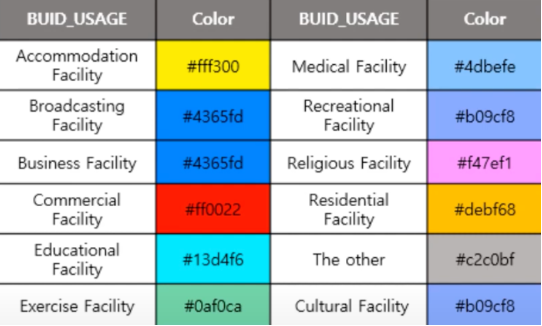 BUID_USAGE Color BUID_USAGE Color
Accommodation
Facility #fff300 Medical Facility #4dbefe
Broadcasting
Facility #4365fd Recreational
Facility #b09cf8
Business Facility #4365fd Religious Facility #f47ef1
Commercial
Facility #ff0022 Residential
Facility #debf68
Educational
Facility #13d4f6 The other #c2c0bf
Exercise Facility #0af0ca Cultural Facility #b09cf8